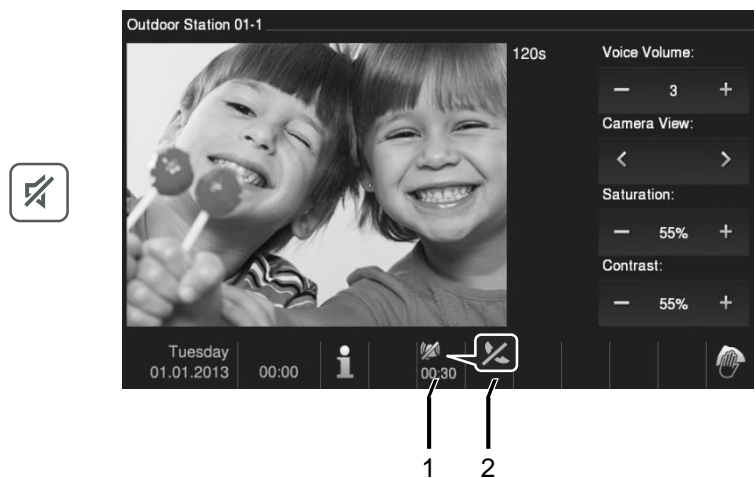 Outdoor Station 01-1
120s
Voice Volume:
− 3 +
Camera View:
< >
Saturation:
− 55% +
Contrast:
− 55% +
Tuesday
01.01.2013
00:00
i
00:30
1 2